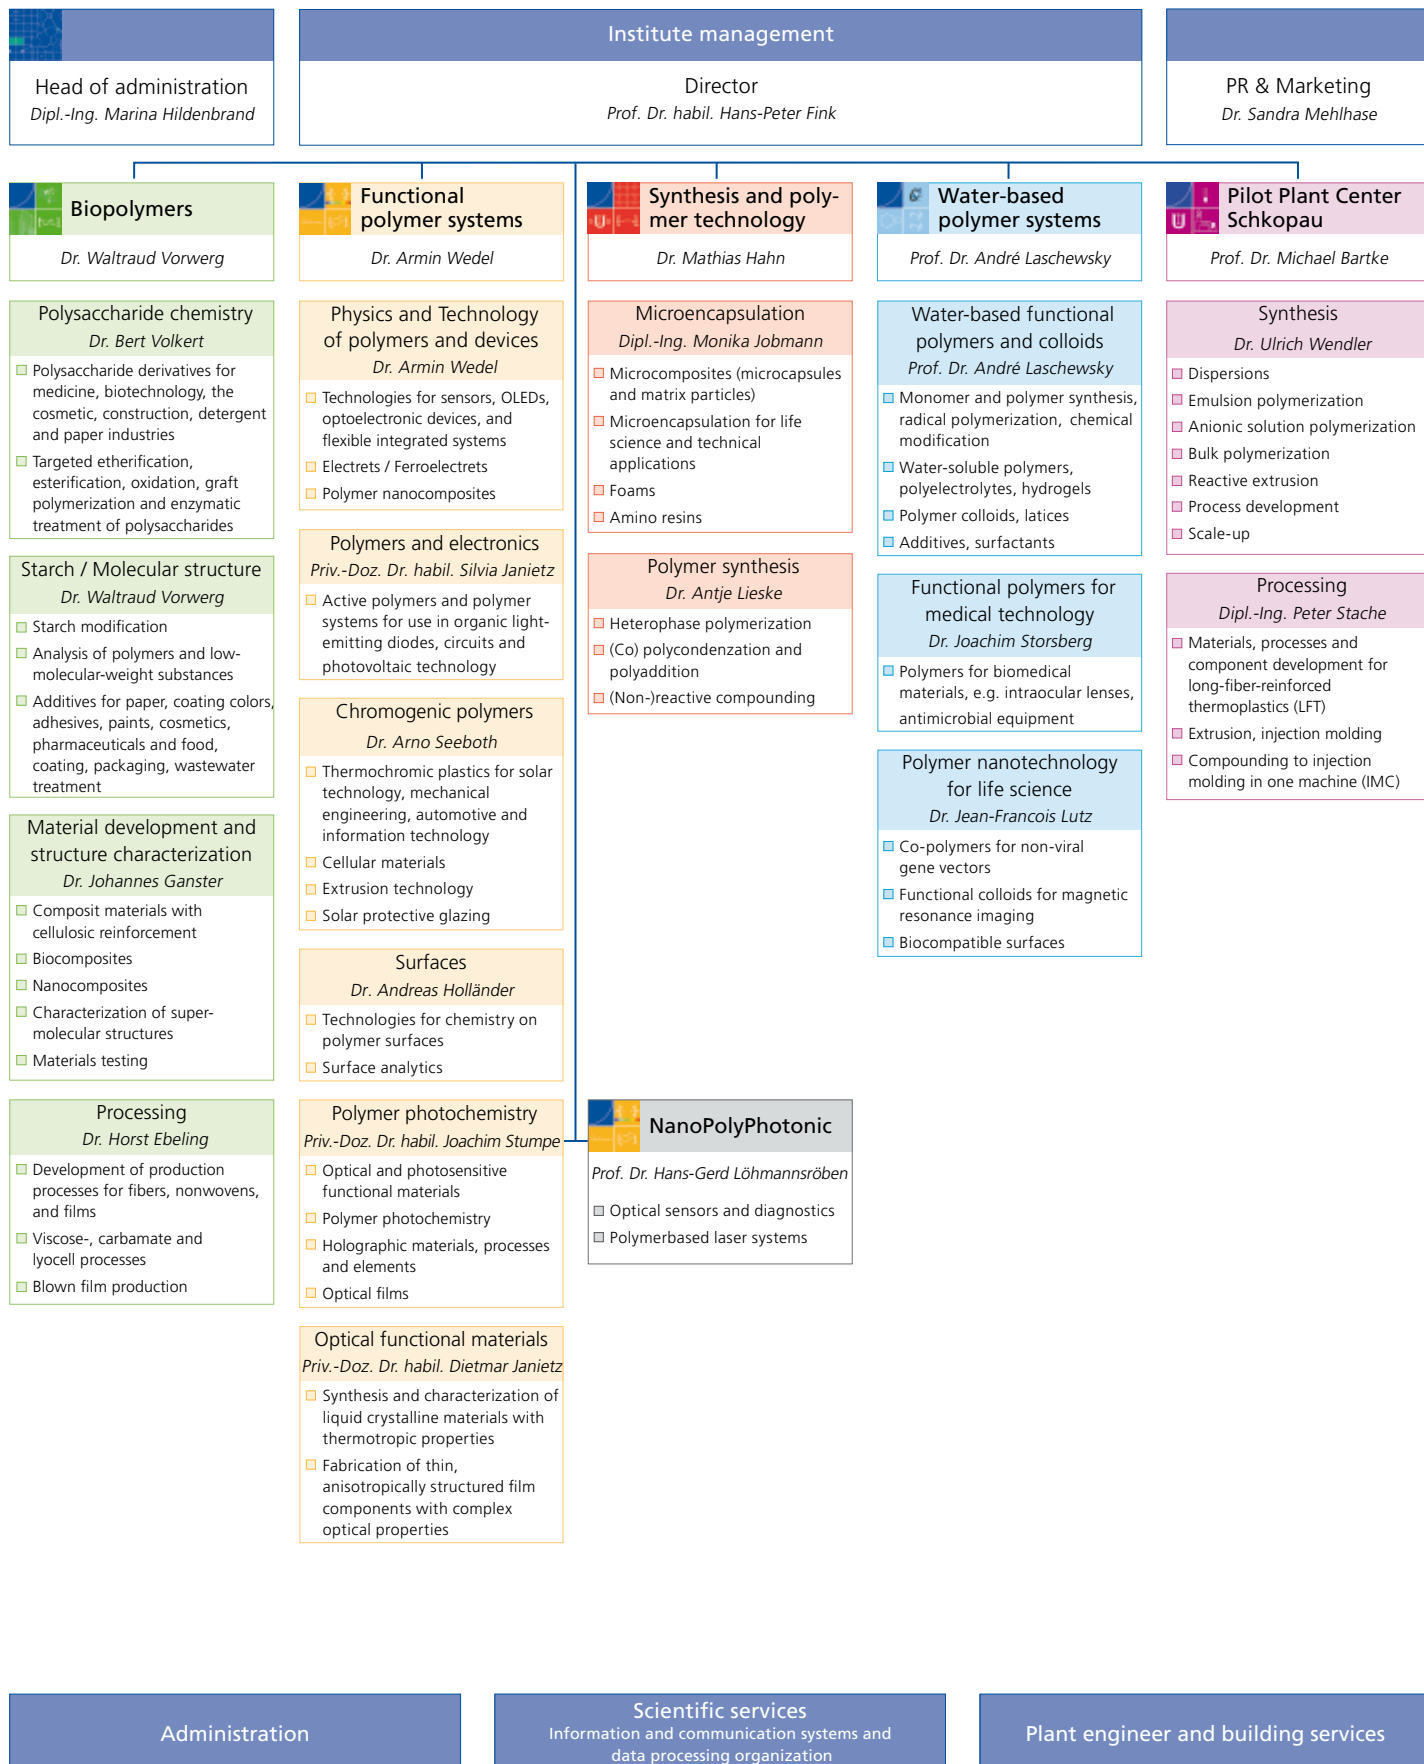 Institute management
Head of administration
Dipl.-Ing. Marina Hildenbrand
Director
Prof. Dr. habil. Hans-Peter Fink
PR & Marketing
Dr. Sandra Mehlhase
Biopolymers
Dr. Waltraud Vorwerg
Polysaccharide chemistry
Dr. Bert Volkert
Polysaccharide derivatives for
medicine, biotechnology, the
cosmetic, construction, detergent
and paper industries
Targeted etherification,
esterification, oxidation, graft
polymerization and enzymatic
treatment of polysaccharides
Starch / Molecular structure
Dr. Waltraud Vorwerg
Starch modification
Analysis of polymers and low-
molecular-weight substances
Additives for paper, coating colors,
adhesives, paints, cosmetics,
pharmaceuticals and food,
coating, packaging, wastewater
treatment
Material development and
structure characterization
Dr. Johannes Ganster
Composit materials with
cellulosic reinforcement
Biocomposites
Nanocomposites
Characterization of super-
molecular structures
Materials testing
Processing
Dr. Horst Ebeling
Development of production
processes for fibers, nonwovens,
and films
Viscose-, carbamate and
lyocell processes
Blown film production
Functional
polymer systems
Dr. Armin Wedel
Physics and Technology
of polymers and devices
Dr. Armin Wedel
Technologies for sensors, OLEDs,
optoelectronic devices, and
flexible integrated systems
Electrets / Ferroelectrets
Polymer nanocomposites
Polymers and electronics
Priv.-Doz. Dr. habil. Silvia Janietz
Active polymers and polymer
systems for use in organic light-
emitting diodes, circuits and
photovoltaic technology
Chromogenic polymers
Dr. Arno Seeboth
Thermochromic plastics for solar
technology, mechanical
engineering, automotive and
information technology
Cellular materials
Extrusion technology
Solar protective glazing
Surfaces
Dr. Andreas Holländer
Technologies for chemistry on
polymer surfaces
Surface analytics
Polymer photochemistry
Priv.-Doz. Dr. habil. Joachim Stumpe
Optical and photosensitive
functional materials
Polymer photochemistry
Holographic materials, processes
and elements
Optical films
Optical functional materials
Priv.-Doz. Dr. habil. Dietmar Janietz
Synthesis and characterization of
liquid crystalline materials with
thermotropic properties
Fabrication of thin,
anisotropically structured film
components with complex
optical properties
Synthesis and poly-
mer technology
Dr. Mathias Hahn
Microencapsulation
Dipl.-Ing. Monika Jobmann
Microcomposites (microcapsules
and matrix particles)
Microencapsulation for life
science and technical
applications
Foams
Amino resins
Polymer synthesis
Dr. Antje Lieske
Heterophase polymerization
(Co) polycondenzation and
polyaddition
(Non-)reactive compounding
NanoPolyPhotonic
Prof. Dr. Hans-Gerd Löhmannsröben
Optical sensors and diagnostics
Polymerbased laser systems
Water-based
polymer systems
Prof. Dr. André Laschewsky
Water-based functional
polymers and colloids
Prof. Dr. André Laschewsky
Monomer and polymer synthesis,
radical polymerization, chemical
modification
Water-soluble polymers,
polyelectrolytes, hydrogels
Polymer colloids, latices
Additives, surfactants
Functional polymers for
medical technology
Dr. Joachim Storsberg
Polymers for biomedical
materials, e.g. intraocular lenses,
antimicrobial equipment
Polymer nanotechnology
for life science
Dr. Jean-Francois Lutz
Co-polymers for non-viral
gene vectors
Functional colloids for magnetic
resonance imaging
Biocompatible surfaces
Pilot Plant Center
Schkopau
Prof. Dr. Michael Bartke
Synthesis
Dr. Ulrich Wendler
Dispersions
Emulsion polymerization
Anionic solution polymerization
Bulk polymerization
Reactive extrusion
Process development
Scale-up
Processing
Dipl.-Ing. Peter Stache
Materials, processes and
component development for
long-fiber-reinforced
thermoplastics (LFT)
Extrusion, injection molding
Compounding to injection
molding in one machine (IMC)
Administration
Scientific services
Information and communication systems and
data processing organization
Plant engineer and building services